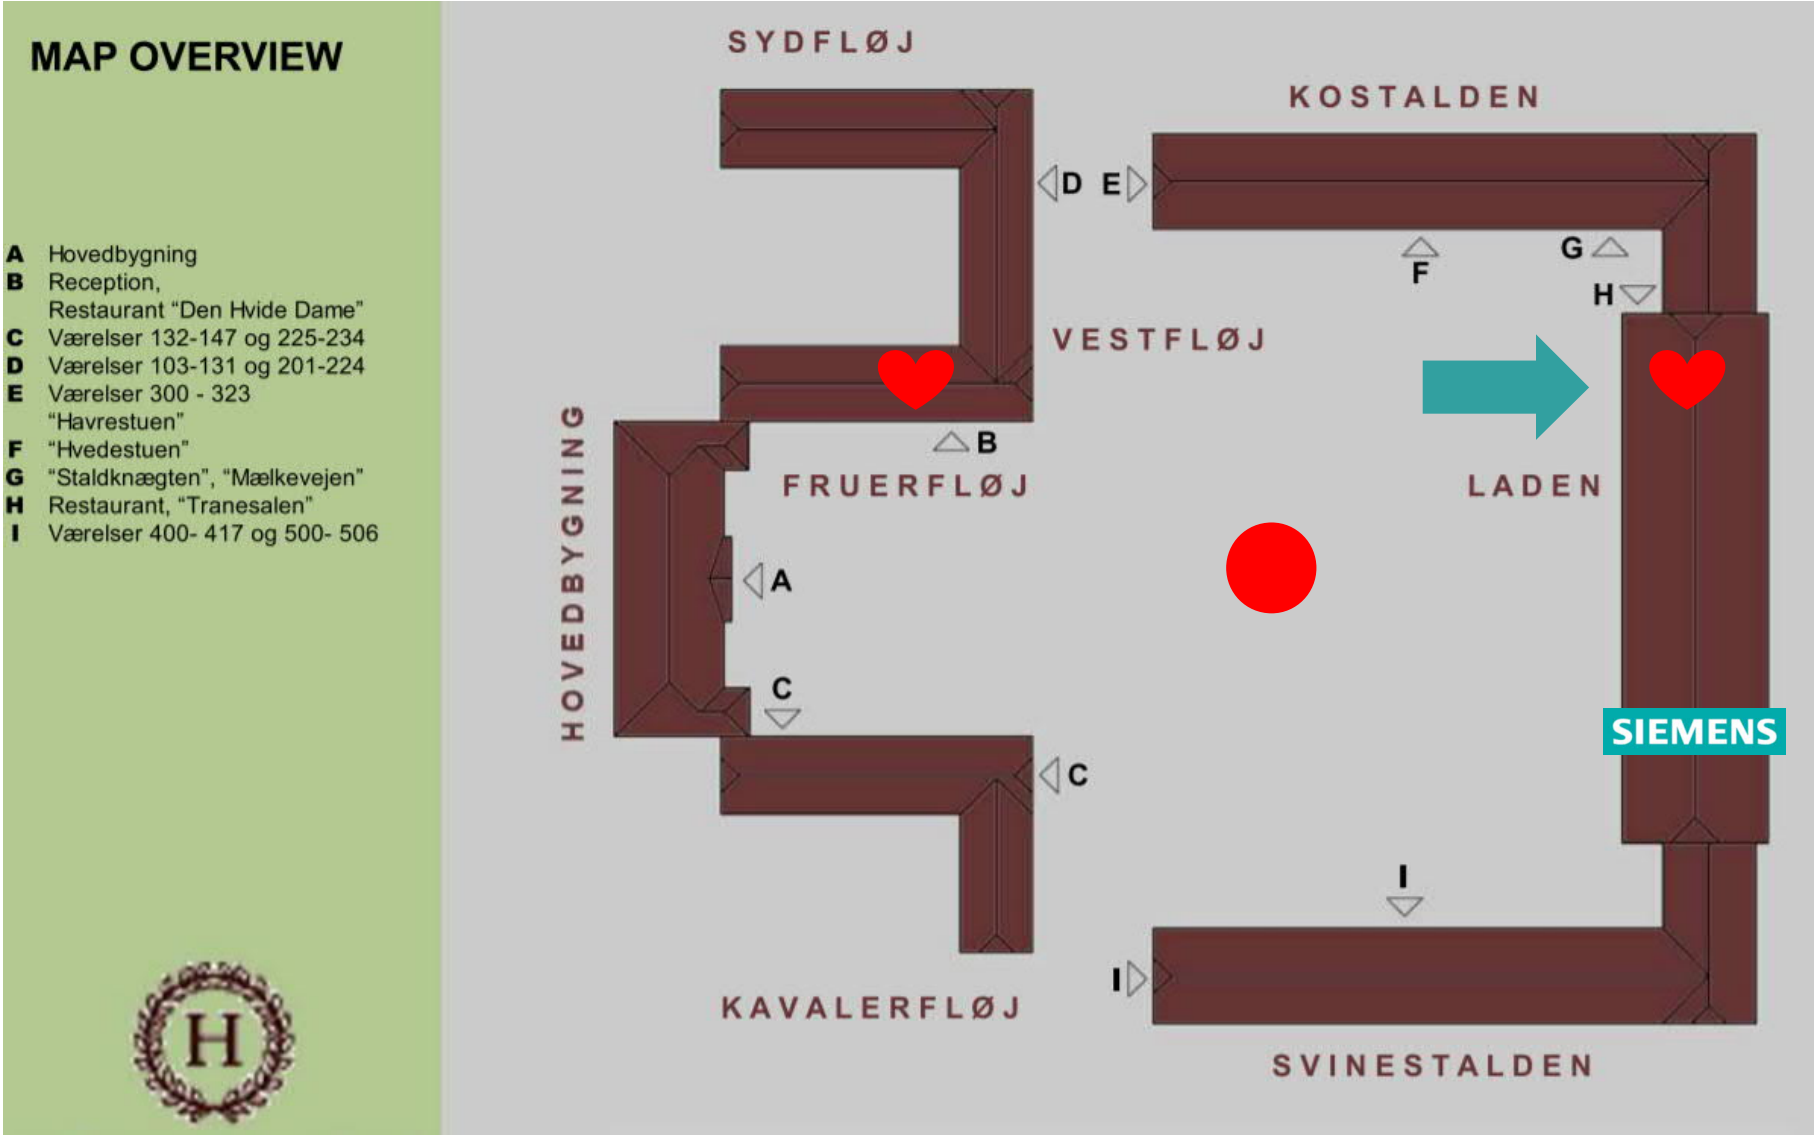 MAP OVERVIEW
A Hovedbygning
B Reception,
Restaurant “Den Hvide Dame”
C Værelser 132-147 og 225-234
D Værelser 103-131 og 201-224
E Værelser 300 - 323
“Havrestuen”
F “Hvedestuen”
G “Staldknægten”, “Mælkevejen”
H Restaurant, “Tranesalen”
I Værelser 400- 417 og 500- 506
H
SYDFLØJ
KOSTALDEN
D
E
G
F
H
VESTFLØJ
B
FRUERFLØJ
LADEN
HOVEDBYGNING
A
C
SIEMENS
C
I
I
KAVALERFLØJ
SVINESTALDEN